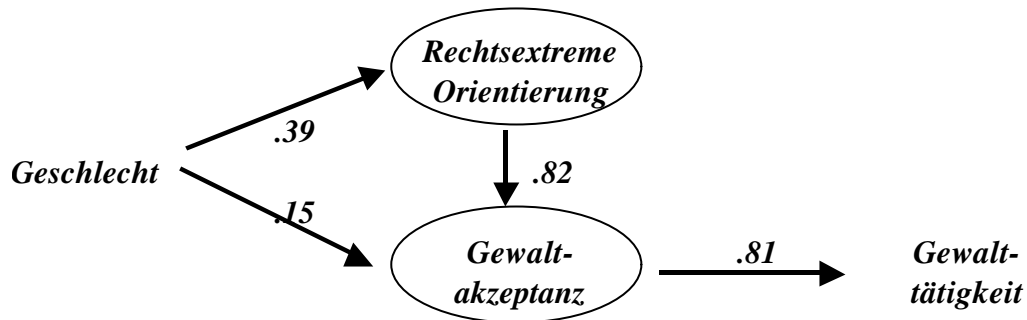 Rechtsextreme
Orientierung
.39
Geschlecht
.82
.15
Gewalt-
akzeptanz
.81
Gewalt-
tätigkeit